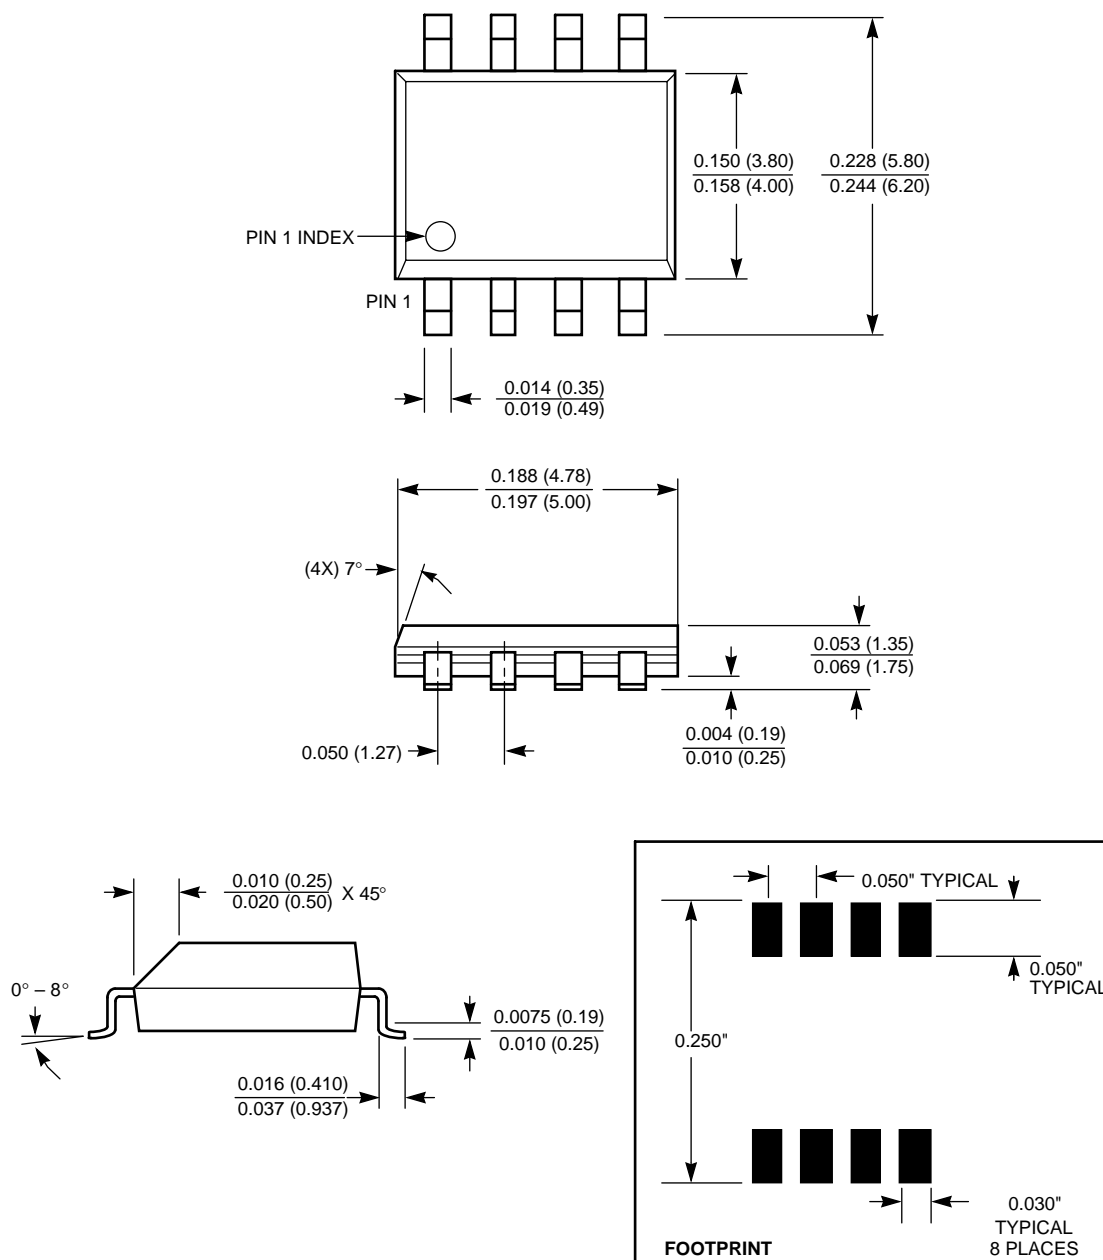 0.150 (3.80)
0.158 (4.00)
0.228 (5.80)
0.244 (6.20)
PIN 1 INDEX
PIN 1
0.014 (0.35)
0.019 (0.49)
0.188 (4.78)
0.197 (5.00)
(4X) 7°
0.053 (1.35)
0.069 (1.75)
0.004 (0.19)
0.010 (0.25)
0.050 (1.27)
0.010 (0.25)
0.020 (0.50)
X 45°
0° – 8°
0.0075 (0.19)
0.010 (0.25)
0.016 (0.410)
0.037 (0.937)
0.050" TYPICAL
0.050"
TYPICAL
0.250"
0.030"
TYPICAL
8 PLACES
FOOTPRINT